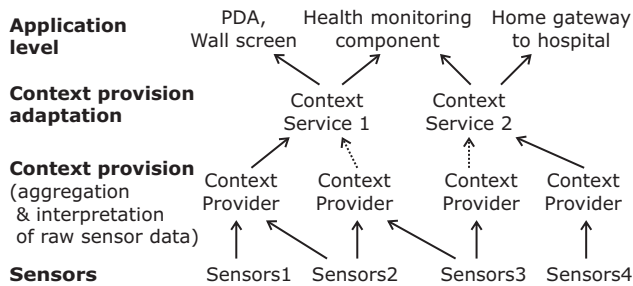 Application level
PDA, Wall screen
Health monitoring component
Home gateway to hospital
Context provision adaptation
Context Service 1
Context Service 2
Context provision
(aggregation
& interpretation
of raw sensor data)
Context Provider
Context Provider
Context Provider
Context Provider
Sensors
Sensors1
Sensors2
Sensors3
Sensors4